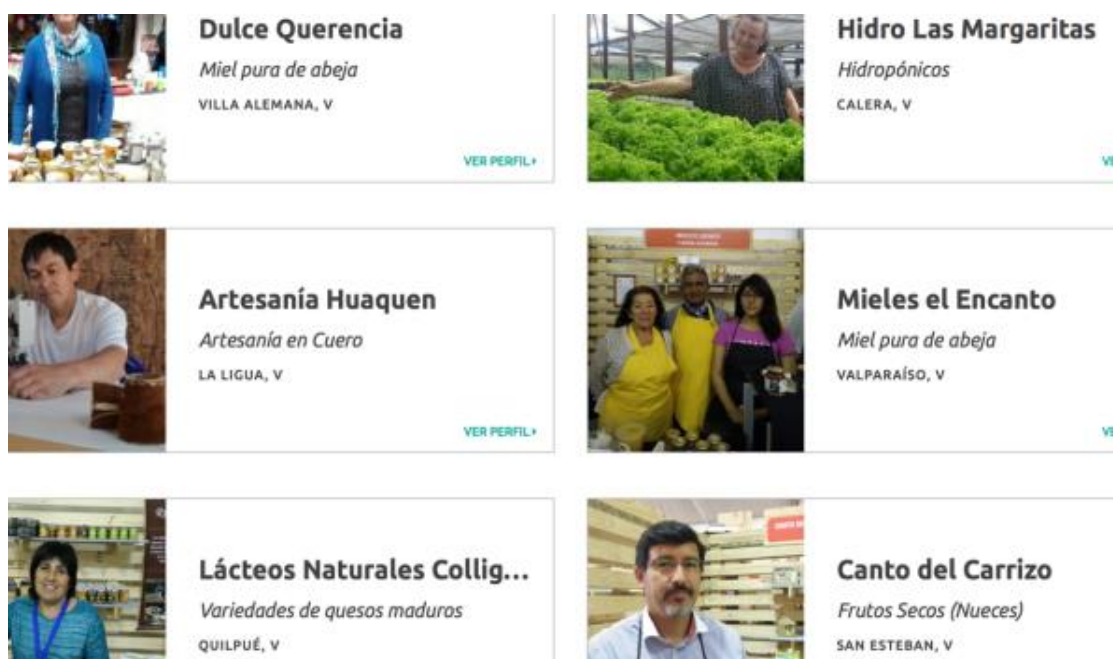 Dulce Querencia
Miel pura de abeja
VILLA ALEMANA, V
VER PERFIL
Hidro Las Margaritas
Hidropónicos
CALERA, V
Artesanía Huaquen
Artesanía en Cuero
LA LIGUA, V
VER PERFIL
Mieles el Encanto
Miel pura de abeja
VALPARAÍSO, V
Lácteos Naturales Collig...
Variedades de quesos maduros
QUILPUÉ, V
Canto del Carrizo
Frutos Secos (Nueces)
SAN ESTEBAN, V